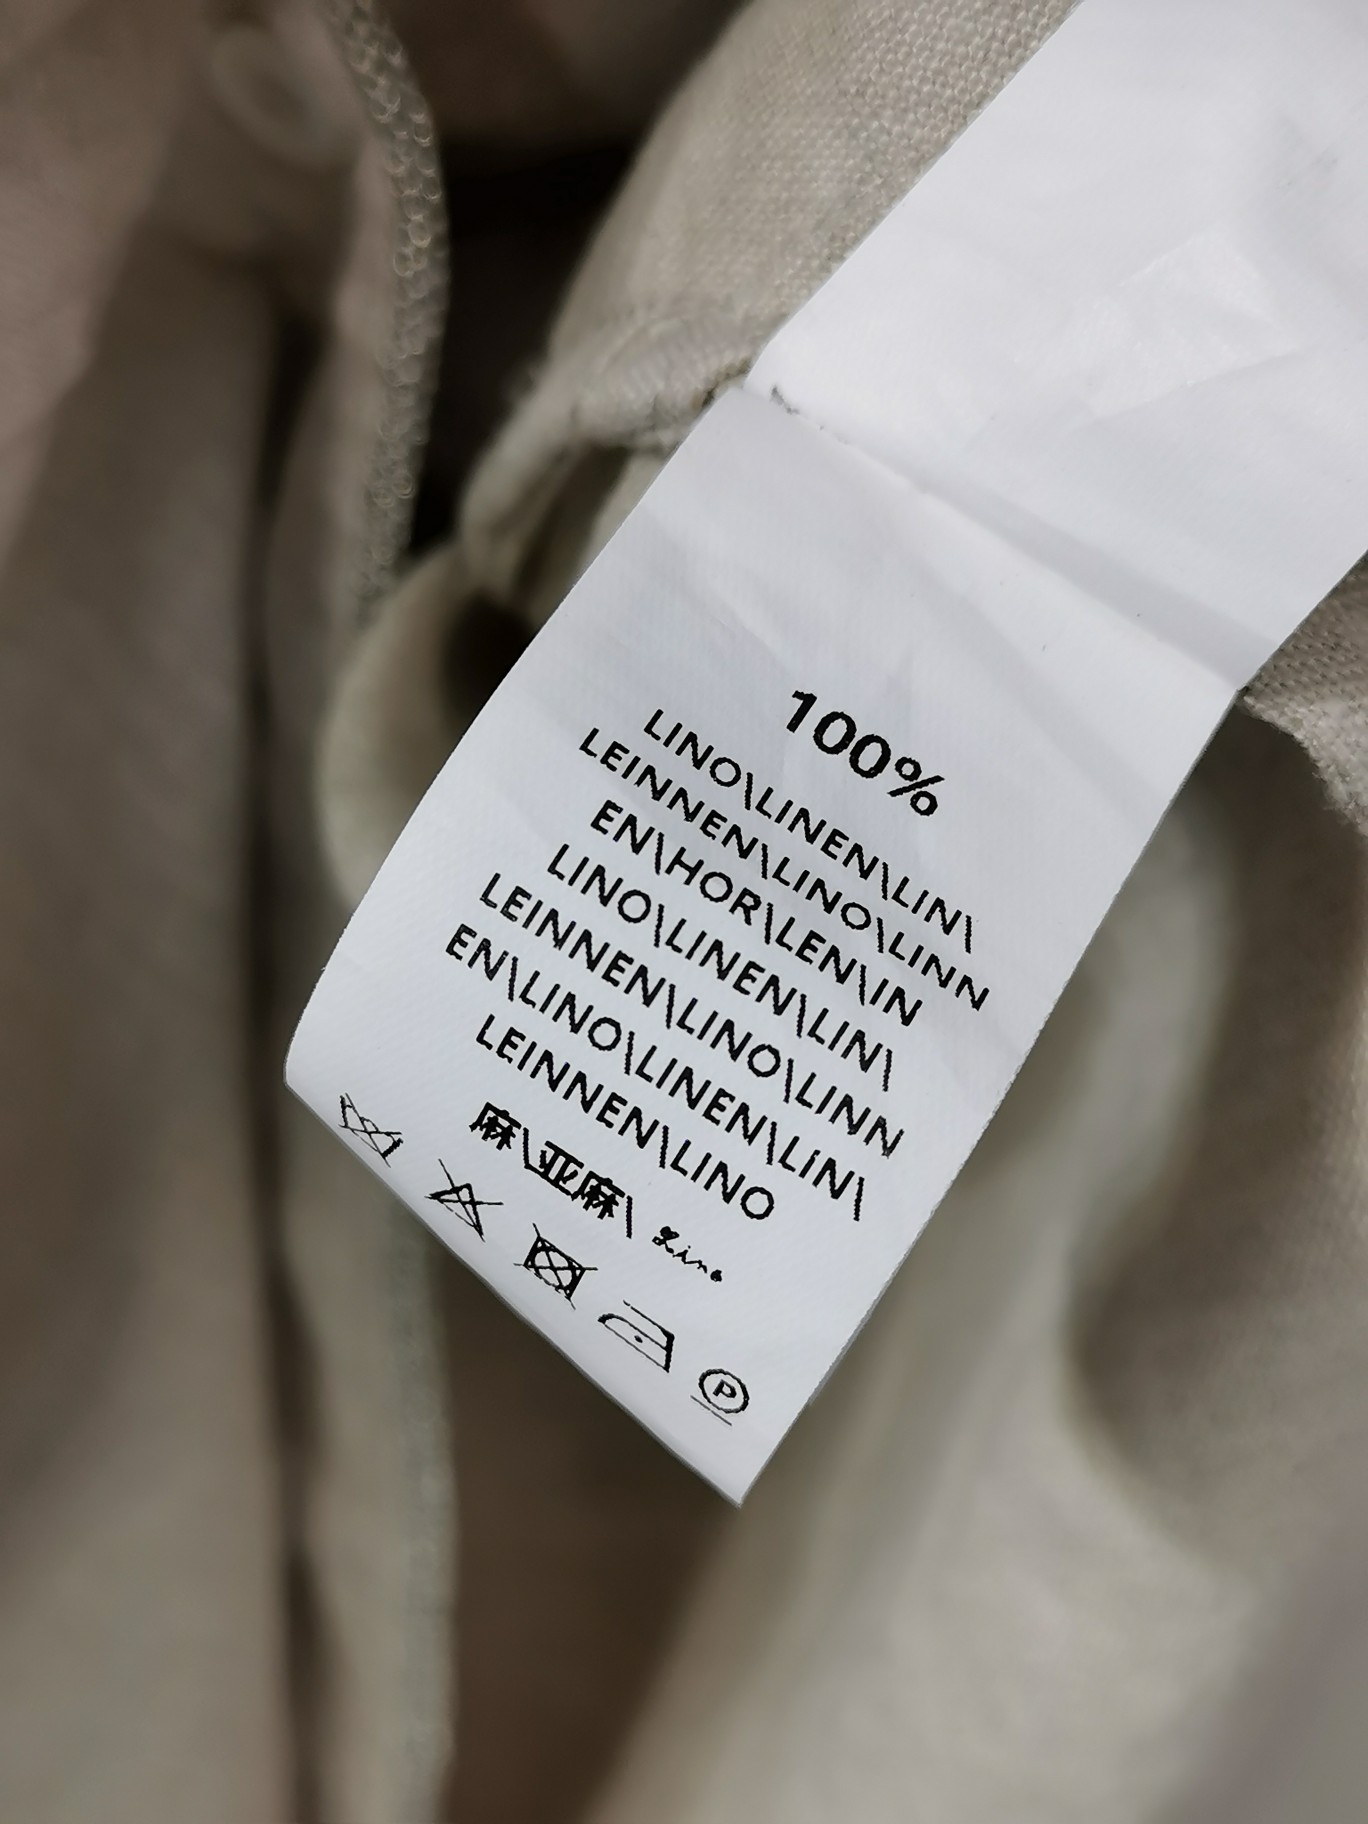 100%
LINO\LINEN\LIN\
LEINNEN\LINO\LINN
EN\HOR\LEN\IN
LINO\LINEN\LIN\
LEINNEN\LINO\LINN
EN\LINO\LINEN\LiN\
LEINNEN\LINO
麻\亚麻\ Lino
P